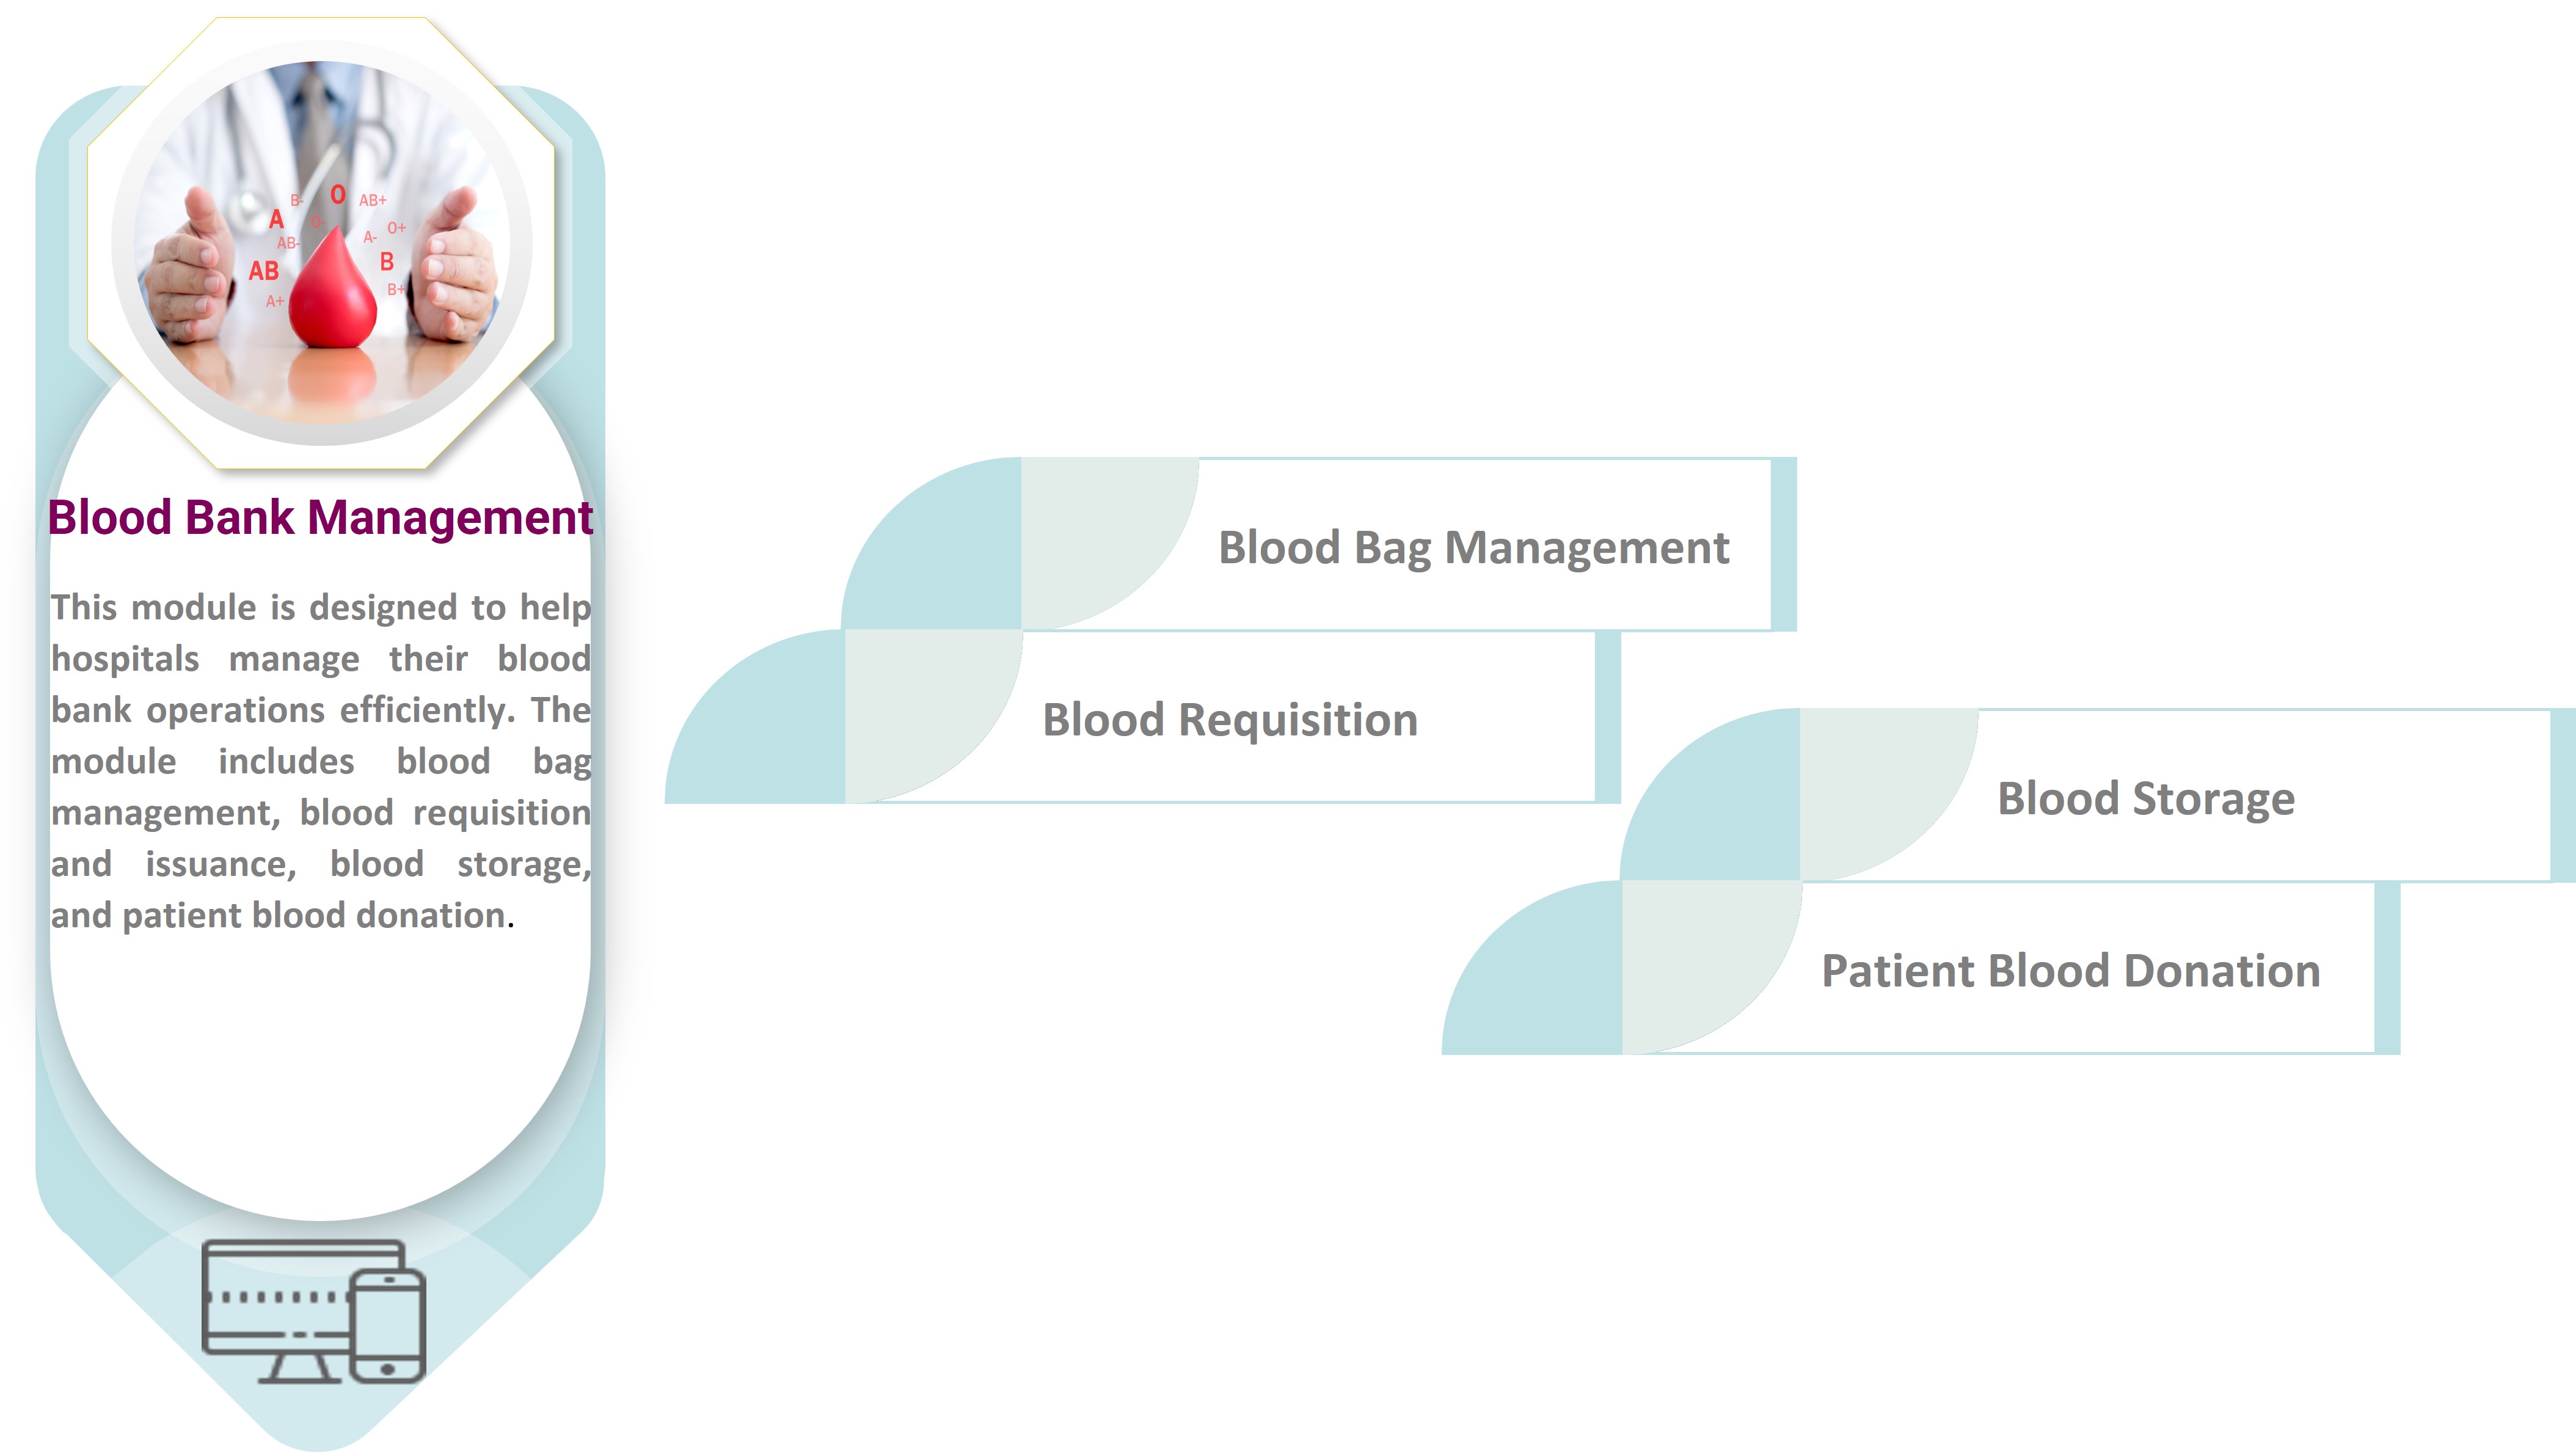 B- O AB+
A O- O+
AB- A-
AB B
A+ B+
Blood Bank Management
This module is designed to help
hospitals manage their blood
bank operations efficiently. The
module includes blood bag
management, blood requisition
and issuance, blood storage,
and patient blood donation.
Blood Bag Management
Blood Requisition
Blood Storage
Patient Blood Donation